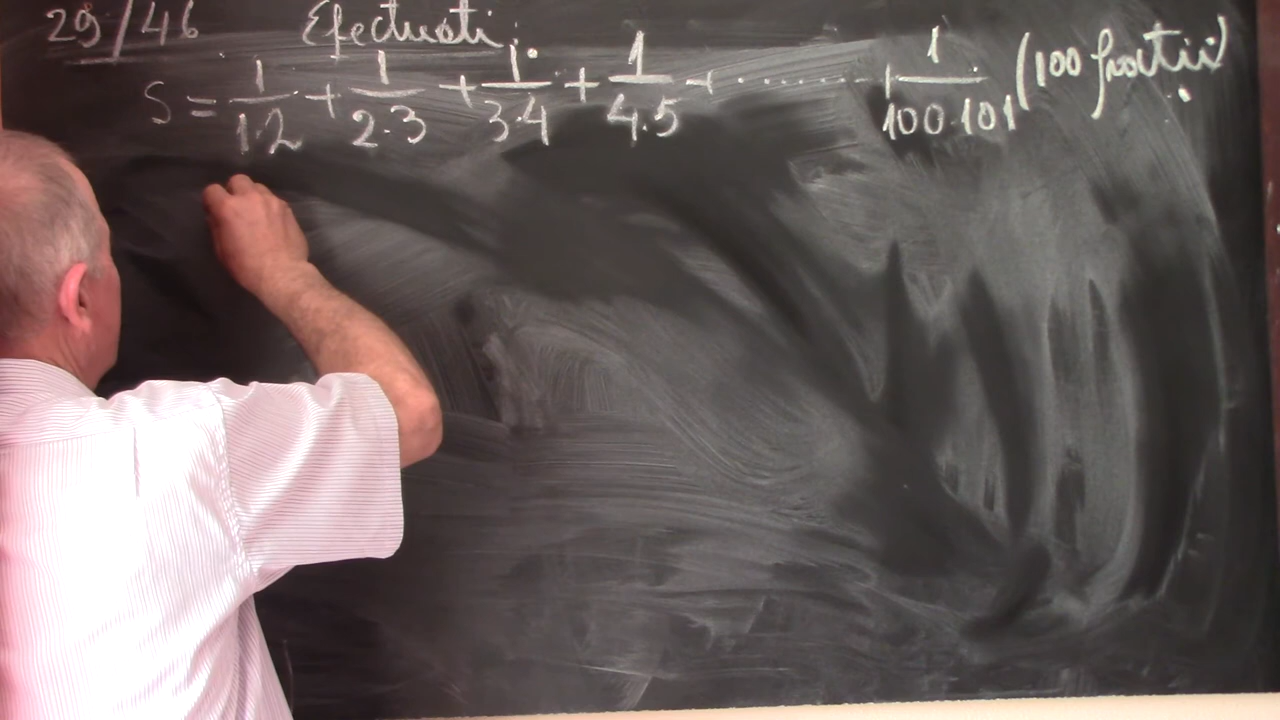 29/46 Efectuati:
S = 1/1·2 + 1/2·3 + 1/3·4 + 1/4·5 + ........ + 1/100·101 (100 fractii)